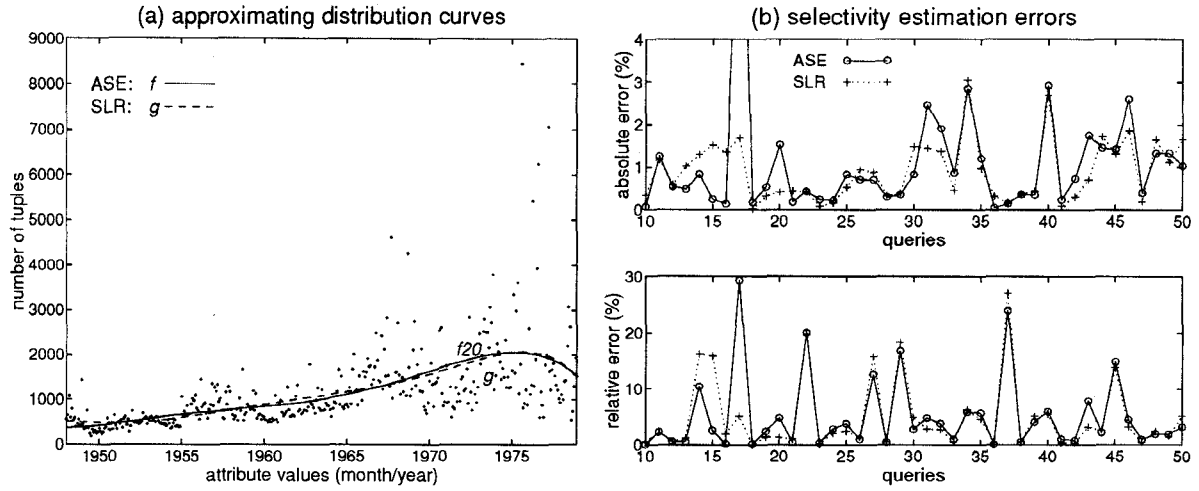 (a) approximating distribution curves
9000
8000
7000
6000
5000
4000
3000
2000
1000
0
number of tuples
ASE: f
SLR: g
f20
g
1950 1955 1960 1965 1970 1975
attribute values (month/year)
(b) selectivity estimation errors
4
3
2
1
0
absolute error (%)
ASE
SLR
10 15 20 25 30 35 40 45 50
queries
30
20
10
0
relative error (%)
10 15 20 25 30 35 40 45 50
queries